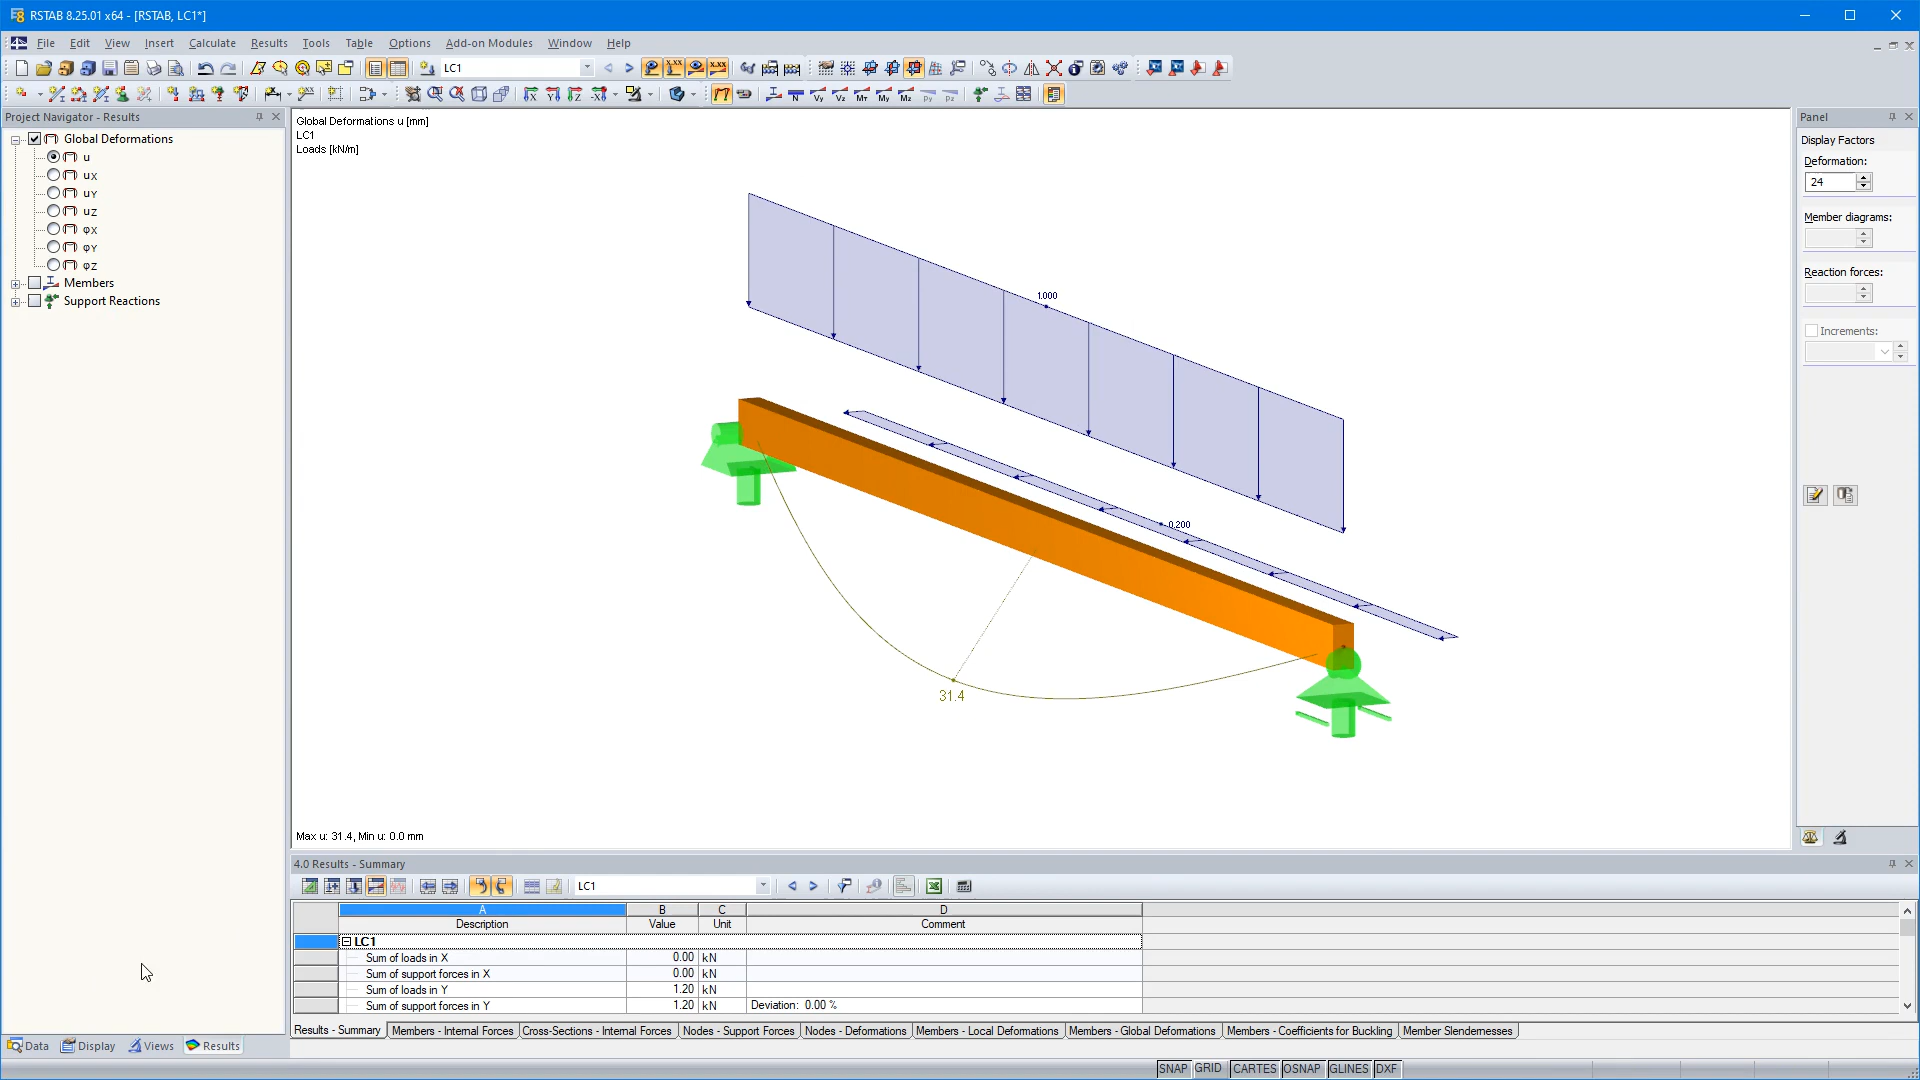 RSTAB 8.25.01 x64 - [RSTAB, LC1*]
File Edit View Insert Calculate Results Tools Table Options Add-on Modules Window Help
LC1
Project Navigator - Results
Global Deformations
u
uX
uY
uZ
φX
φY
φZ
Members
Support Reactions
Data Display Views Results
Global Deformations u [mm]
LC1
Loads [kN/m]
1.000
0.200
31.4
Max u: 31.4, Min u: 0.0 mm
Panel
Display Factors
Deformation:
24
Member diagrams:
Reaction forces:
Increments:
4.0 Results - Summary
LC1
A B C D
Description Value Unit Comment
LC1
Sum of loads in X 0.00 kN
Sum of support forces in X 0.00 kN
Sum of loads in Y 1.20 kN
Sum of support forces in Y 1.20 kN Deviation: 0.00 %
Results - Summary Members - Internal Forces Cross-Sections - Internal Forces Nodes - Support Forces Nodes - Deformations Members - Local Deformations Members - Global Deformations Members - Coefficients for Buckling Member Slendernesses
SNAP GRID CARTES OSNAP GLINES DXF